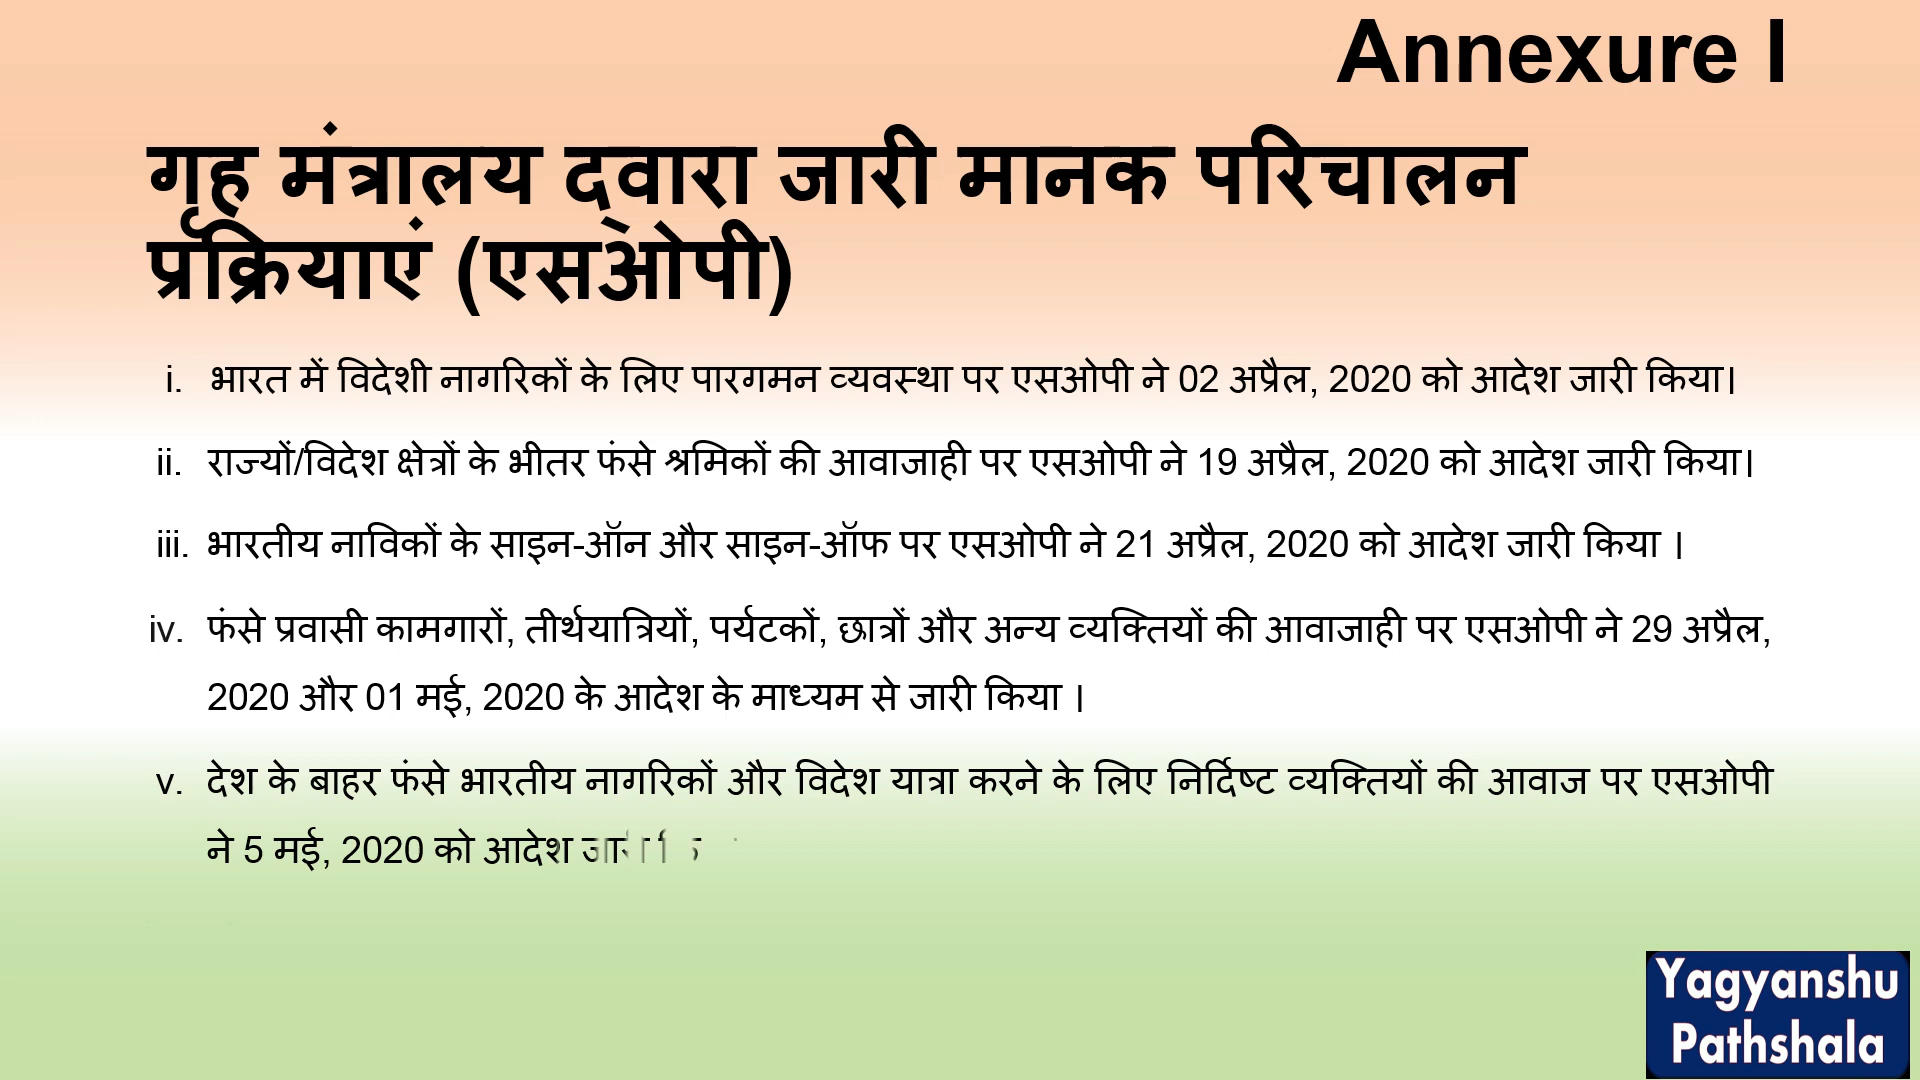 Annexure I
गृह मंत्रालय द्वारा जारी मानक परिचालन
प्रक्रियाएं (एसओपी)
i. भारत में विदेशी नागरिकों के लिए पारगमन व्यवस्था पर एसओपी ने 02 अप्रैल, 2020 को आदेश जारी किया।
ii. राज्यों/विदेश क्षेत्रों के भीतर फंसे श्रमिकों की आवाजाही पर एसओपी ने 19 अप्रैल, 2020 को आदेश जारी किया।
iii. भारतीय नाविकों के साइन-ऑन और साइन-ऑफ पर एसओपी ने 21 अप्रैल, 2020 को आदेश जारी किया ।
iv. फंसे प्रवासी कामगारों, तीर्थयात्रियों, पर्यटकों, छात्रों और अन्य व्यक्तियों की आवाजाही पर एसओपी ने 29 अप्रैल,
2020 और 01 मई, 2020 के आदेश के माध्यम से जारी किया ।
v. देश के बाहर फंसे भारतीय नागरिकों और विदेश यात्रा करने के लिए निर्दिष्ट व्यक्तियों की आवाज पर एसओपी
ने 5 मई, 2020 को आदेश
Yagyanshu
Pathshala